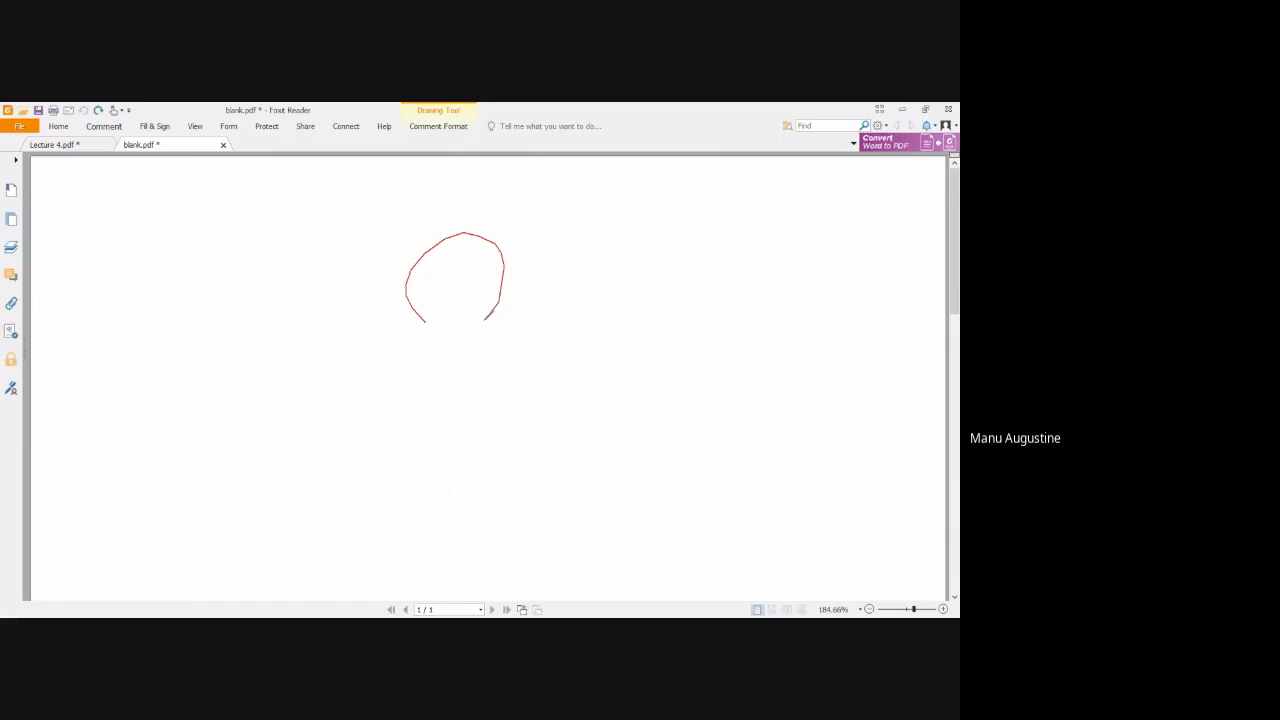 blank.pdf * - Foxit Reader
Drawing Tool
File Home Comment Fill & Sign View Form Protect Share Connect Help Comment Format Tell me what you want to do... Find
Lecture 4.pdf * blank.pdf *
Convert
Word to PDF
Manu Augustine
1 / 1
184.66%